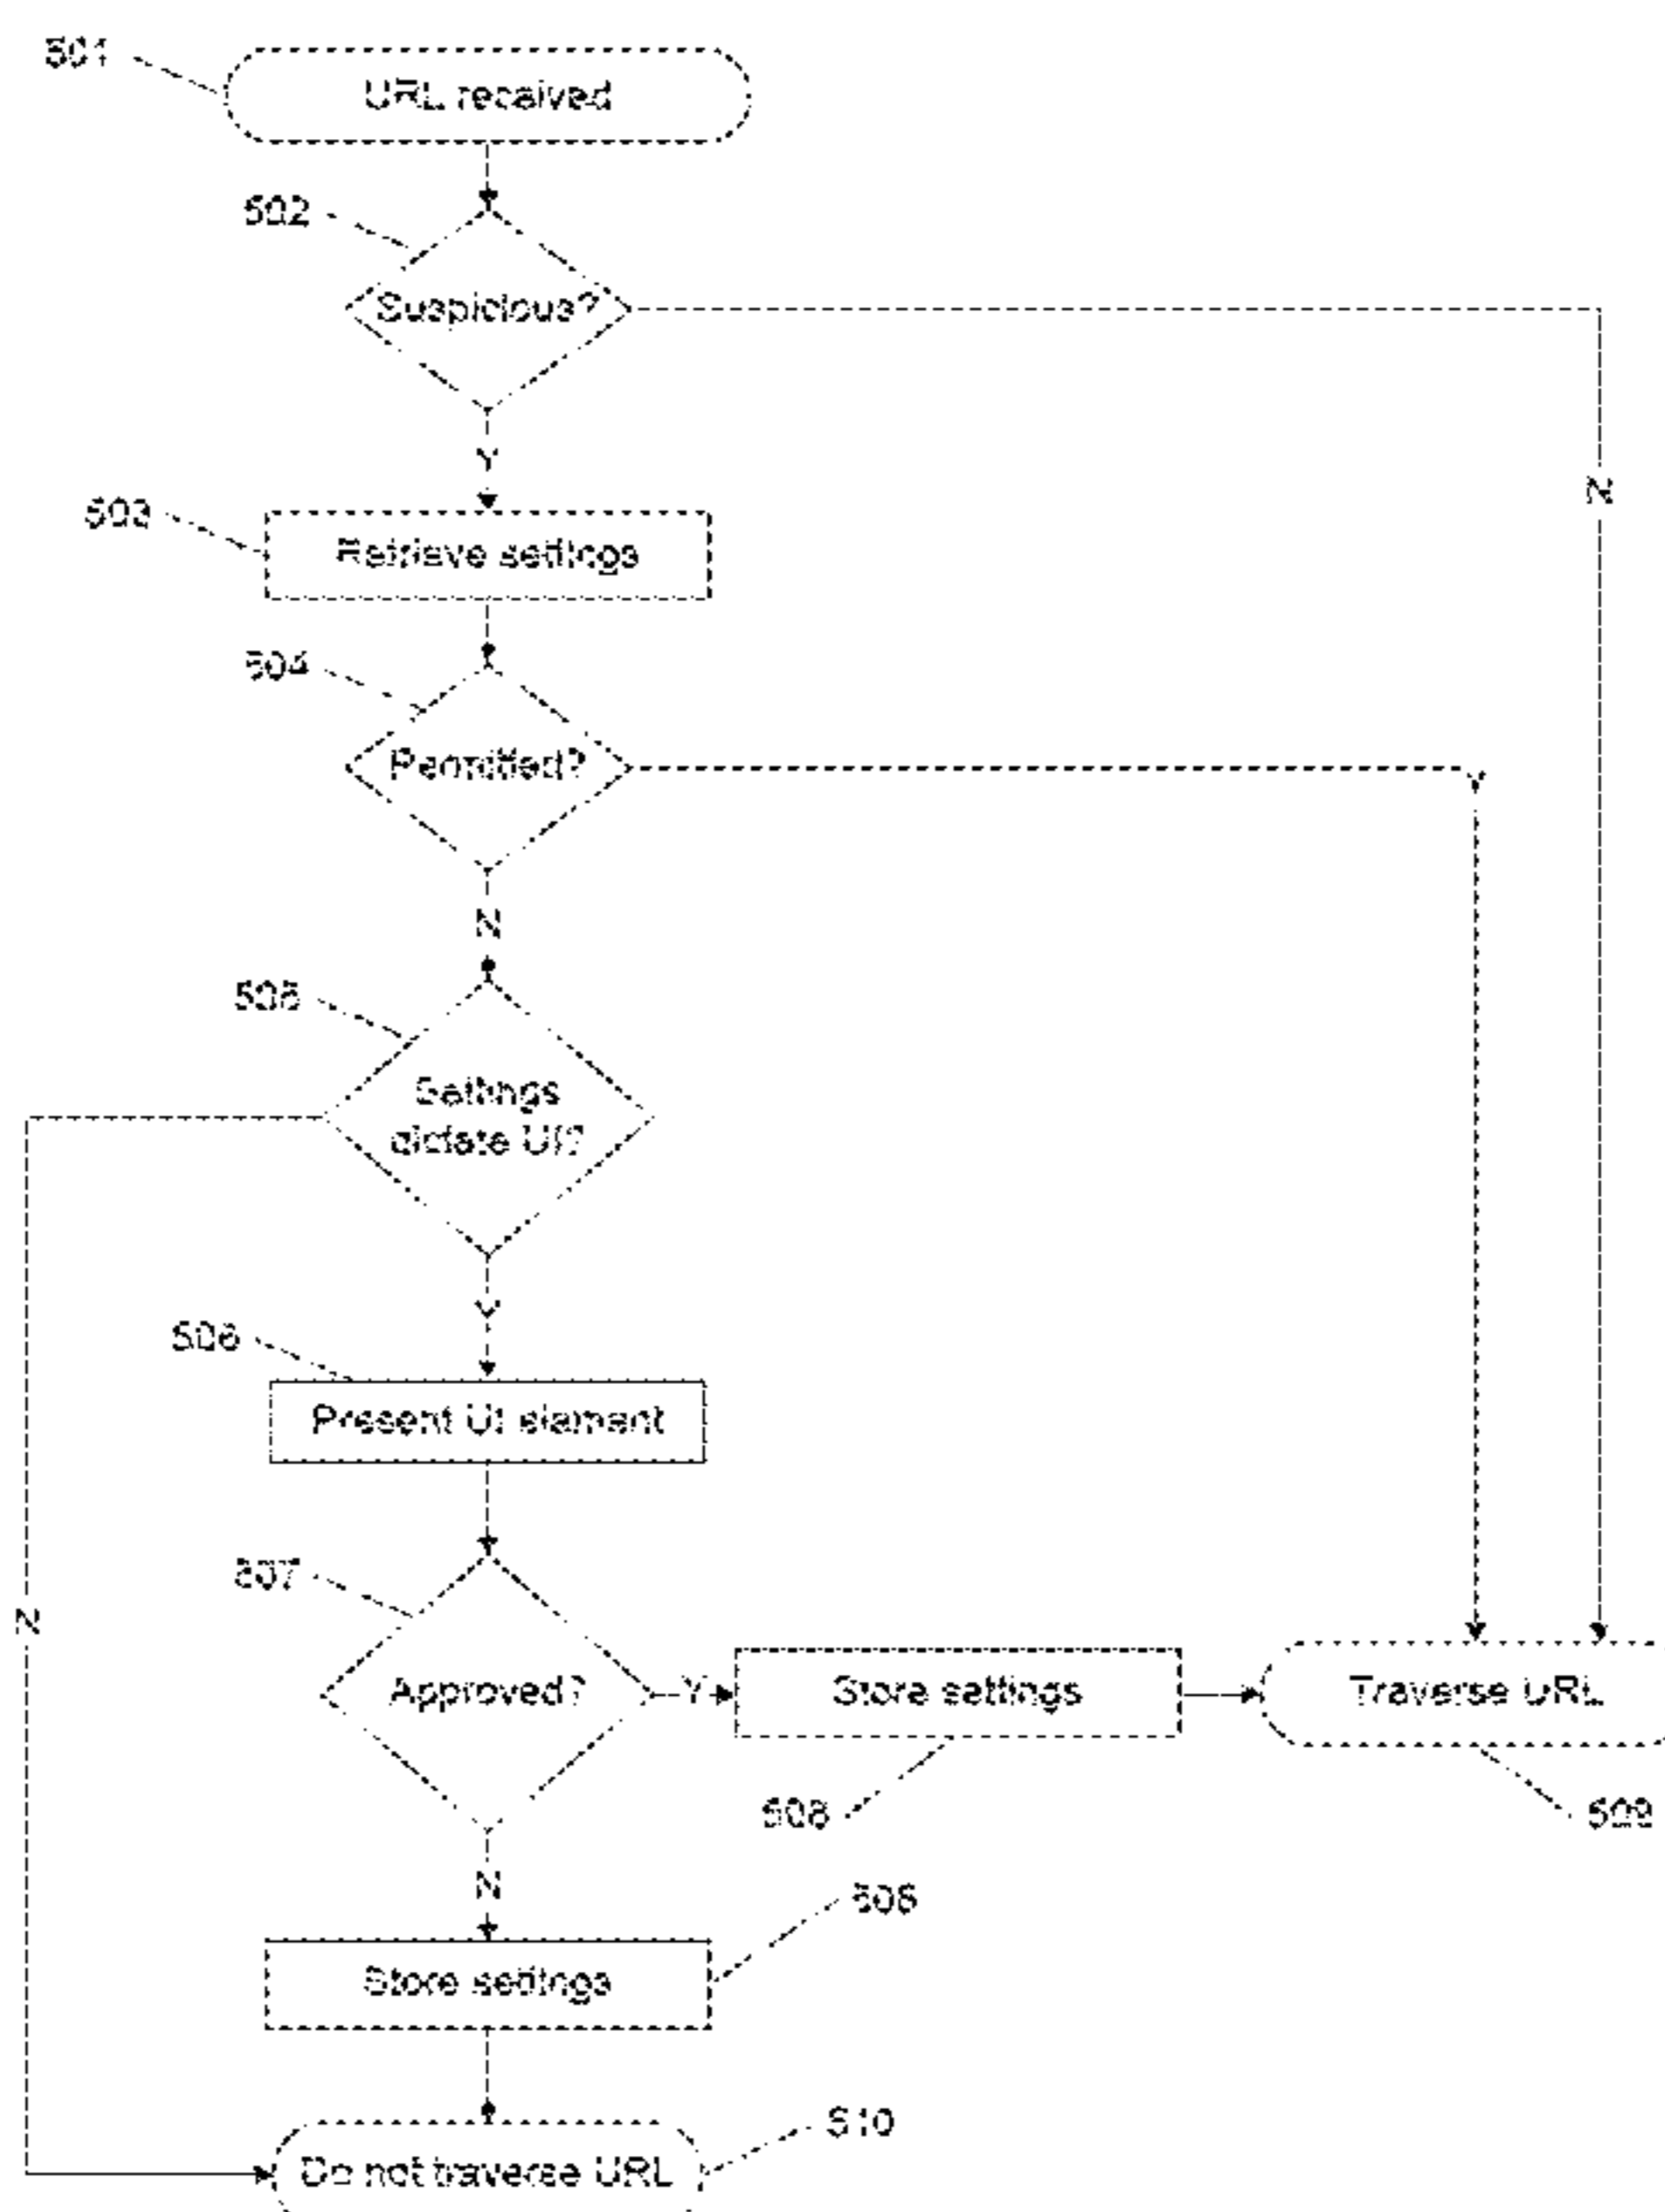 501
URL received
502
Suspicious?
Y
N
503
Retrieve settings
504
Permitted?
Y
N
505
Settings
dictate UI?
Y
N
506
Present UI element
507
Approved?
Y
Store settings
Traverse URL
508
509
N
508
Store settings
510
Do not traverse URL